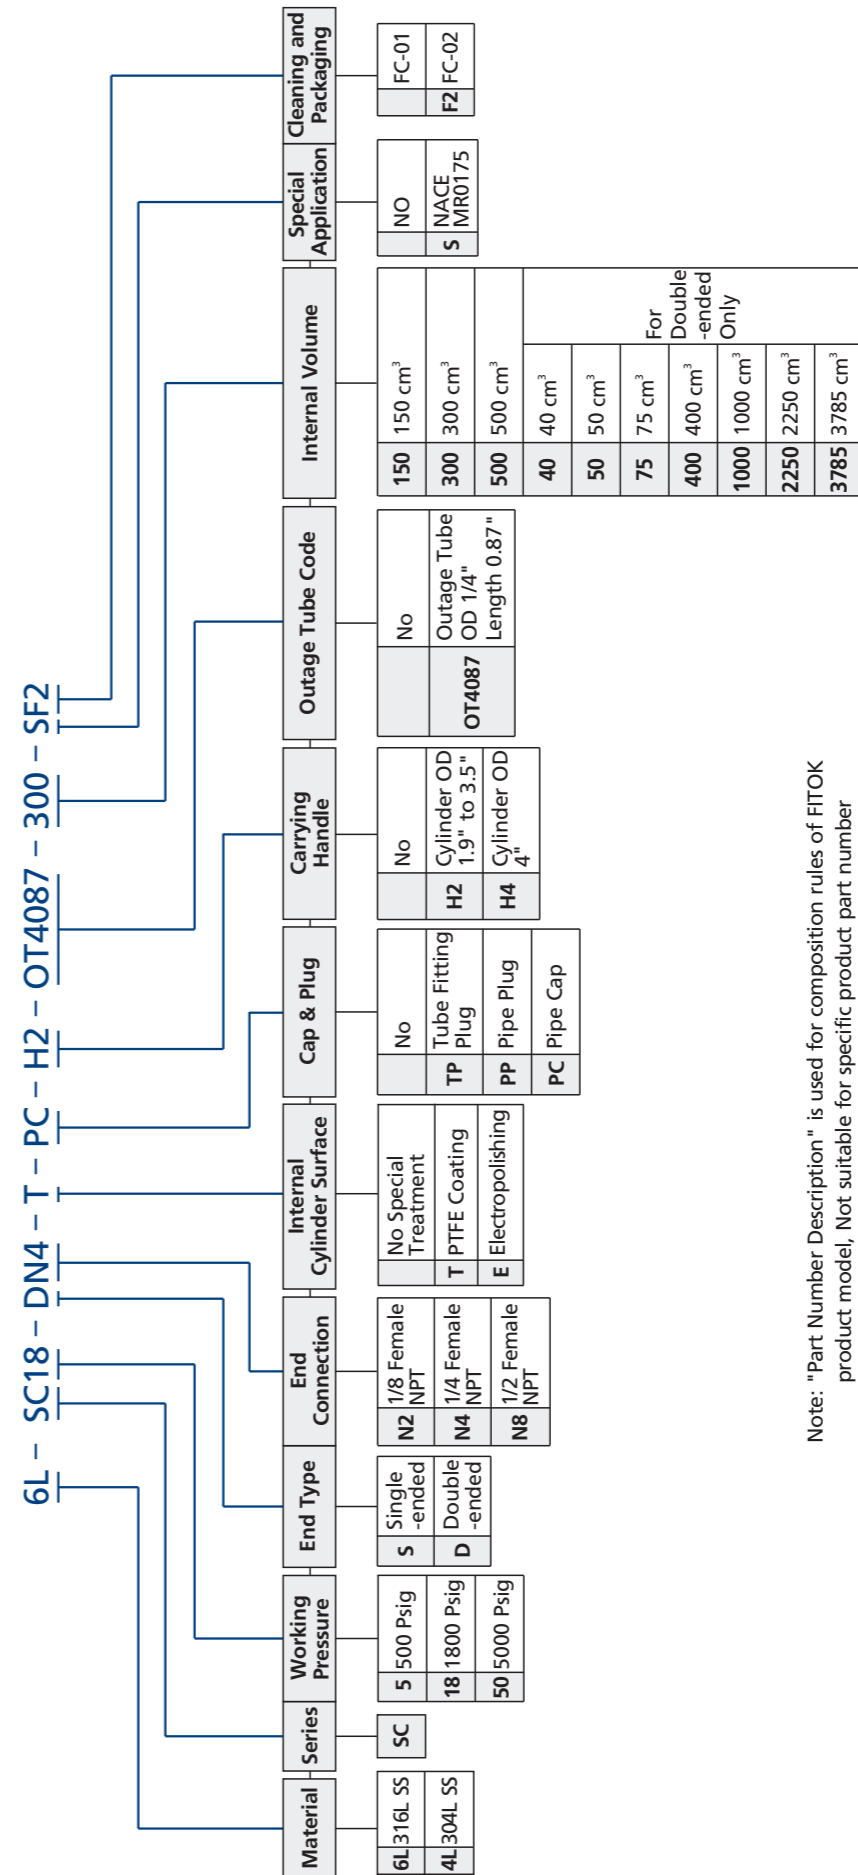 6L – SC18 – DN4 – T – PC – H2 – OT4087 – 300 – SF2
Material
6L 316L SS
4L 304L SS
Series
SC
Working
Pressure
5 500 Psig
18 1800 Psig
50 5000 Psig
End Type
S Single
-ended
D Double
-ended
End
Connection
N2 1/8 Female
NPT
N4 1/4 Female
NPT
N8 1/2 Female
NPT
Internal
Cylinder Surface
No Special
Treatment
T PTFE Coating
E Electropolishing
Cap & Plug
No
TP Tube Fitting
Plug
PP Pipe Plug
PC Pipe Cap
Carrying
Handle
No
H2 Cylinder OD
1.9" to 3.5"
H4 Cylinder OD
4"
Outage Tube Code
No
OT4087 Outage Tube
OD 1/4"
Length 0.87"
Internal Volume
150 150 cm³
300 300 cm³
500 500 cm³
40 40 cm³
50 50 cm³
75 75 cm³
400 400 cm³
1000 1000 cm³
2250 2250 cm³
3785 3785 cm³
For
Double
-ended
Only
Special
Application
NO
S NACE
MR0175
Cleaning and
Packaging
FC-01
F2 FC-02
Note: "Part Number Description" is used for composition rules of FITOK
product model, Not suitable for specific product part number